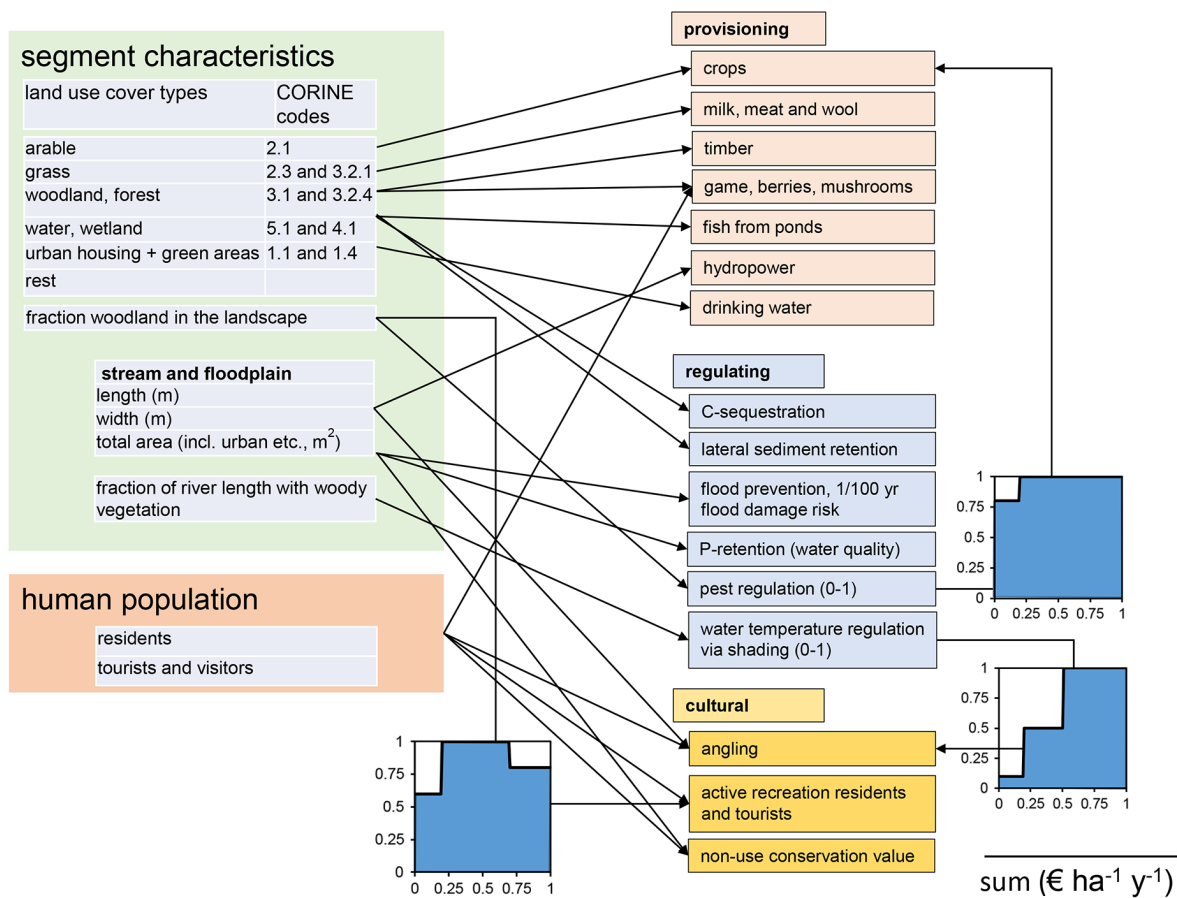 segment characteristics
land use cover types CORINE
codes
arable 2.1
grass 2.3 and 3.2.1
woodland, forest 3.1 and 3.2.4
water, wetland 5.1 and 4.1
urban housing + green areas 1.1 and 1.4
rest
fraction woodland in the landscape
stream and floodplain
length (m)
width (m)
total area (incl. urban etc., m²)
fraction of river length with woody
vegetation
human population
residents
tourists and visitors
provisioning
crops
milk, meat and wool
timber
game, berries, mushrooms
fish from ponds
hydropower
drinking water
regulating
C-sequestration
lateral sediment retention
flood prevention, 1/100 yr
flood damage risk
P-retention (water quality)
pest regulation (0-1)
water temperature regulation
via shading (0-1)
cultural
angling
active recreation residents
and tourists
non-use conservation value
1
0.75
0.5
0.25
0
0 0.25 0.5 0.75 1
1
0.75
0.5
0.25
0
0 0.25 0.5 0.75 1
1
0.75
0.5
0.25
0
0 0.25 0.5 0.75 1
sum (€ ha⁻¹ y⁻¹)